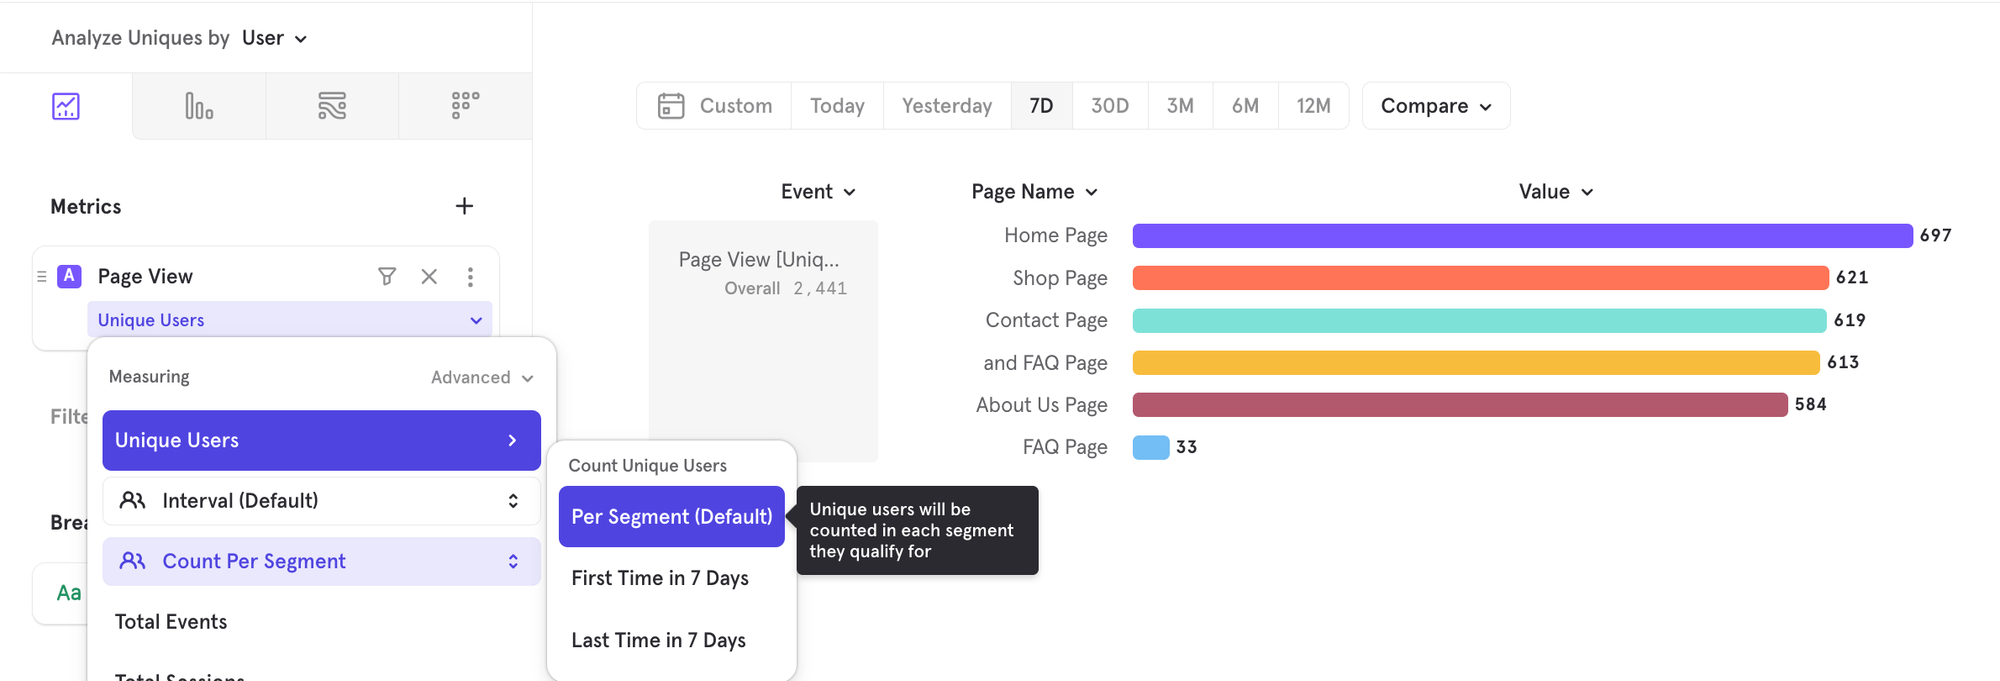 Analyze Uniques by User
Custom Today Yesterday 7D 30D 3M 6M 12M Compare
Metrics
A Page View
Unique Users
Measuring Advanced
Unique Users
Interval (Default)
Count Per Segment
Total Events
Total Sessions
Filte
Brea
Aa
Count Unique Users
Per Segment (Default)
First Time in 7 Days
Last Time in 7 Days
Unique users will be
counted in each segment
they qualify for
Event Page Name Value
Page View [Uniq...
Overall 2,441
Home Page 697
Shop Page 621
Contact Page 619
and FAQ Page 613
About Us Page 584
FAQ Page 33